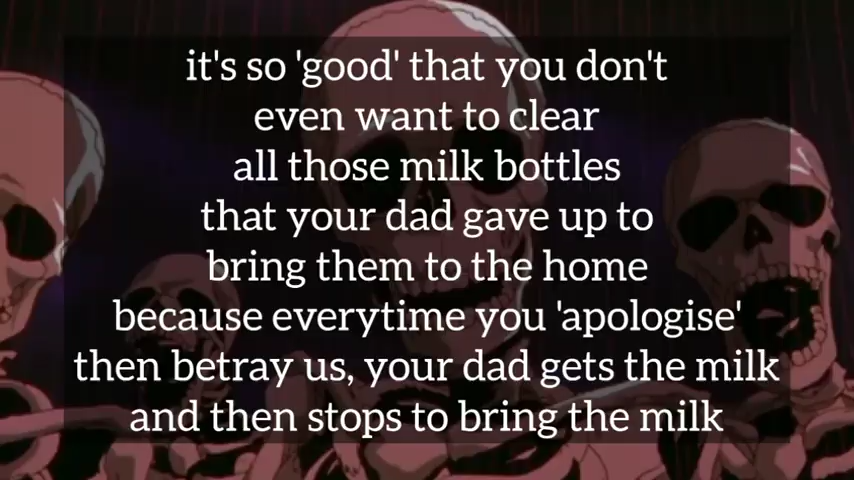 it's so 'good' that you don't
even want to clear
all those milk bottles
that your dad gave up to
bring them to the home
because everytime you 'apologise'
then betray us, your dad gets the milk
and then stops to bring the milk